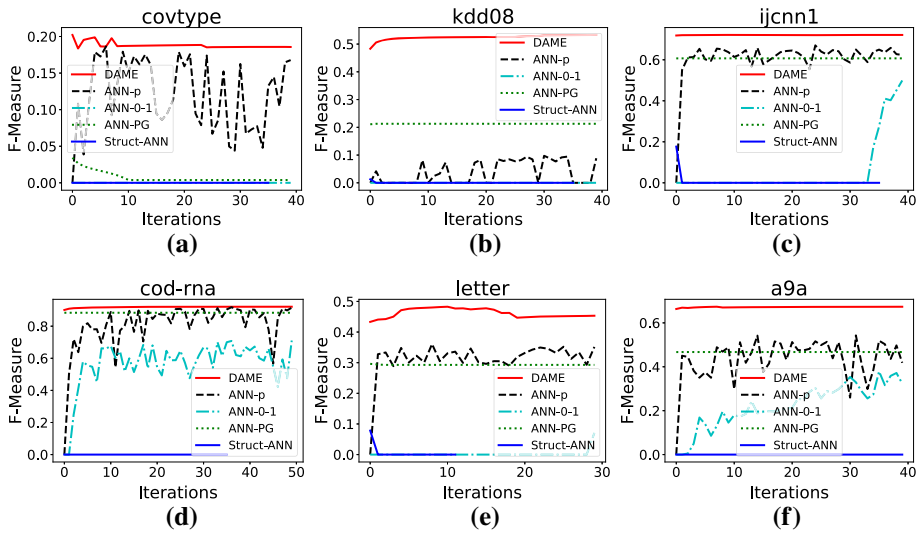 covtype
F-Measure
0.20
0.15
0.10
0.05
0.00
DAME
ANN-p
ANN-0-1
ANN-PG
Struct-ANN
0 10 20 30 40
Iterations
(a)
kdd08
F-Measure
0.5
0.4
0.3
0.2
0.1
0.0
DAME
ANN-p
ANN-0-1
ANN-PG
Struct-ANN
0 10 20 30 40
Iterations
(b)
ijcnn1
F-Measure
0.6
0.4
0.2
0.0
DAME
ANN-p
ANN-0-1
ANN-PG
Struct-ANN
0 10 20 30 40
Iterations
(c)
cod-rna
F-Measure
0.8
0.6
0.4
0.2
0.0
DAME
ANN-p
ANN-0-1
ANN-PG
Struct-ANN
0 10 20 30 40 50
Iterations
(d)
letter
F-Measure
0.5
0.4
0.3
0.2
0.1
0.0
DAME
ANN-p
ANN-0-1
ANN-PG
Struct-ANN
0 10 20 30
Iterations
(e)
a9a
F-Measure
0.6
0.4
0.2
0.0
DAME
ANN-p
ANN-0-1
ANN-PG
Struct-ANN
0 10 20 30 40
Iterations
(f)